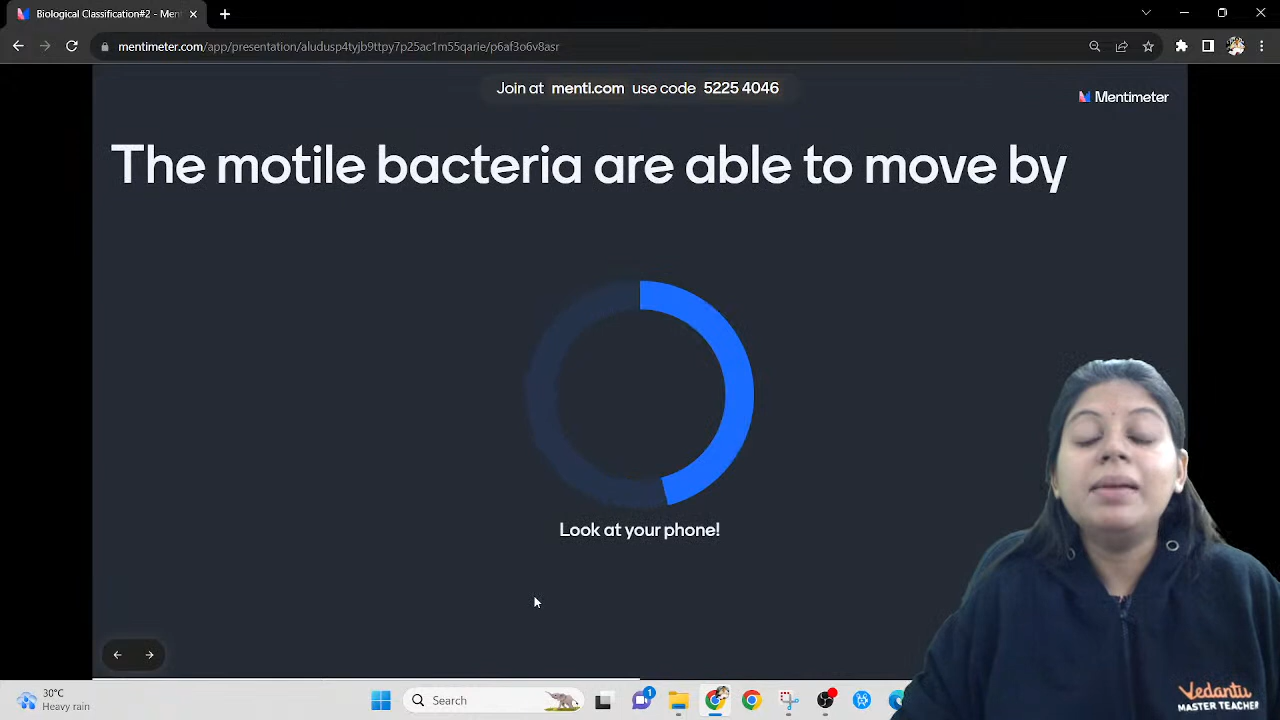 Biological Classification#2 - Men
mentimeter.com/app/presentation/aludusp4tyjb9ttpy7p25ac1m55qarie/p6af3o6v8asr
Join at menti.com use code 5225 4046
Mentimeter
The motile bacteria are able to move by
Look at your phone!
Vedantu
MASTER TEACHER
30°C
Heavy rain
Search
1